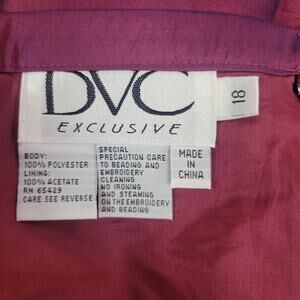 DVC
EXCLUSIVE
18
BODY:
100% POLYESTER
LINING:
100% ACETATE
RN 65429
CARE SEE REVERSE
SPECIAL
PRECAUTION CARE
TO BEADING AND
EMBROIDERY
CLEANING
NO IRONING
AND STEAMING
ON THE EMBROIDERY
AND BEADING
MADE
IN
CHINA